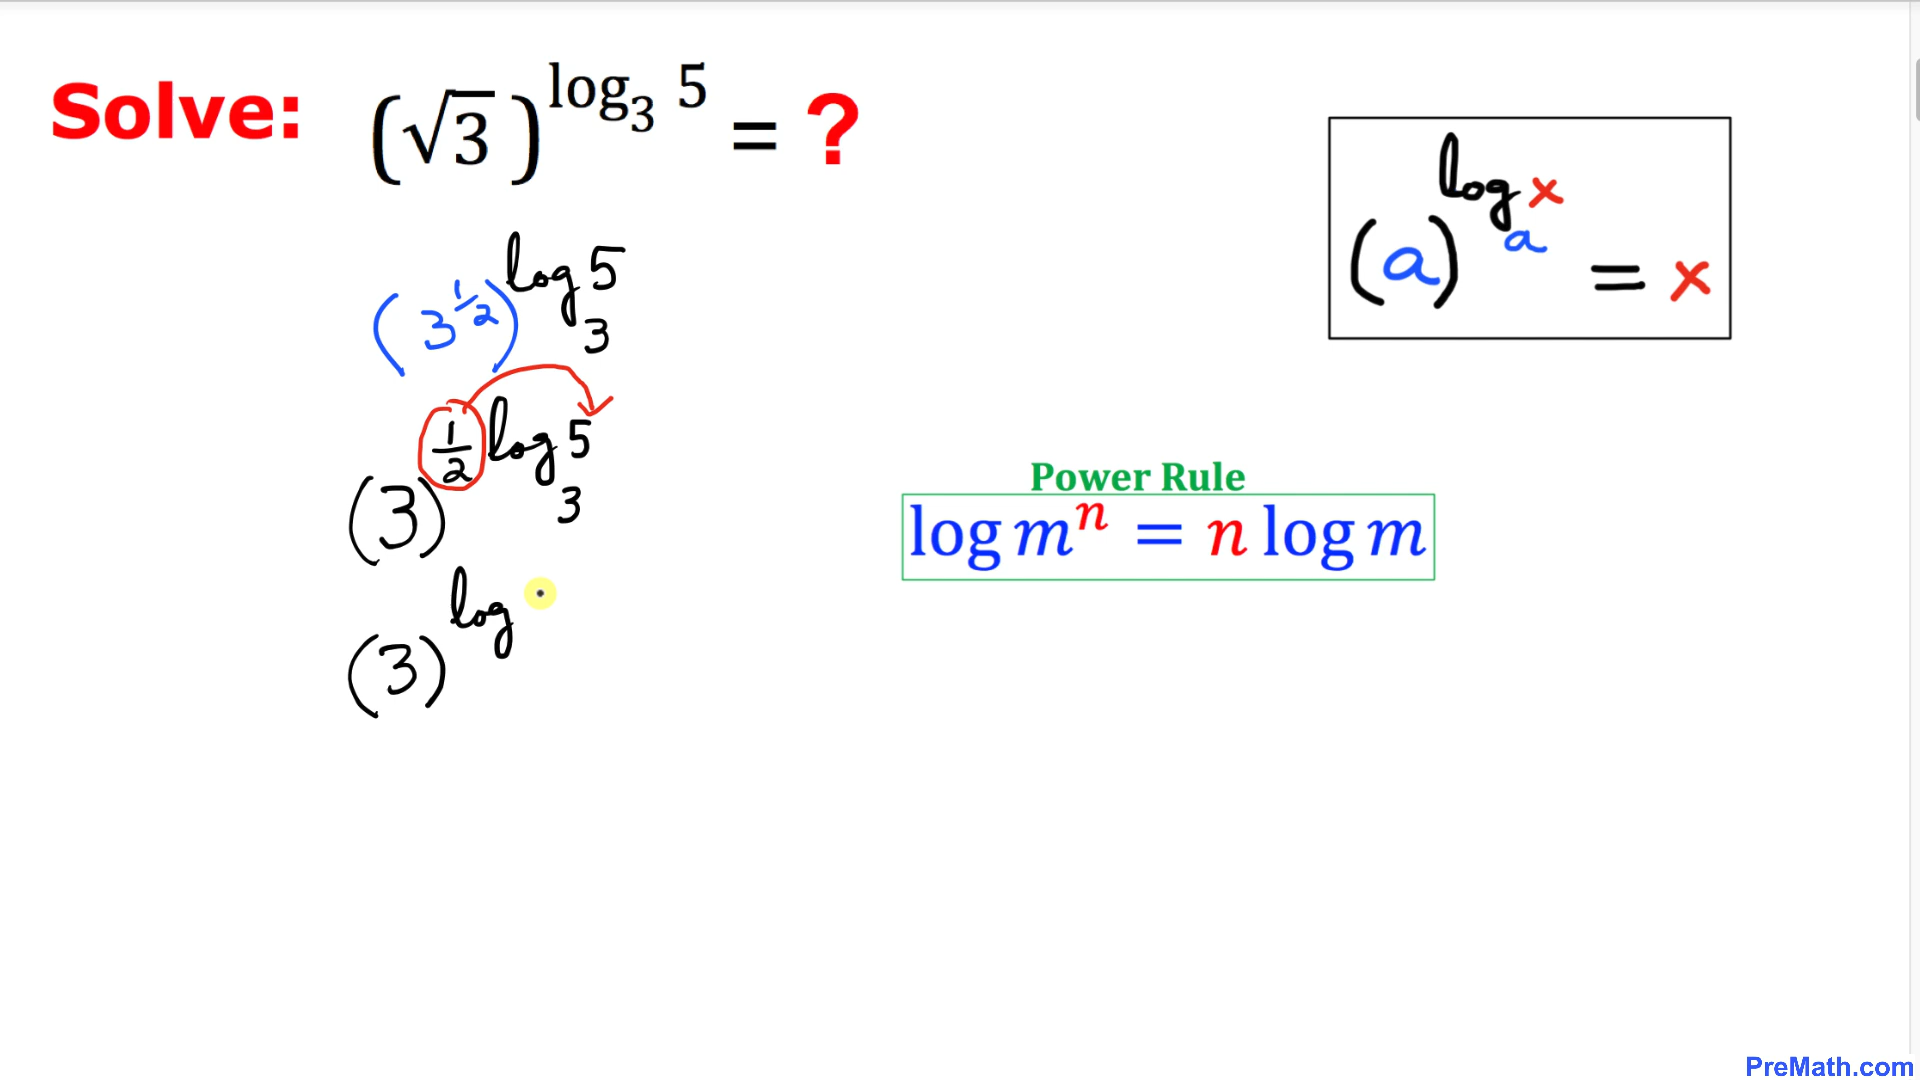 Solve: (√3)^(log₃ 5) = ?
(3^(1/2))^(log₃ 5)
(3)^(1/2 log₃ 5)
(3)^(log
(a)^(logₐ x) = x
Power Rule
log mⁿ = n log m
PreMath.com